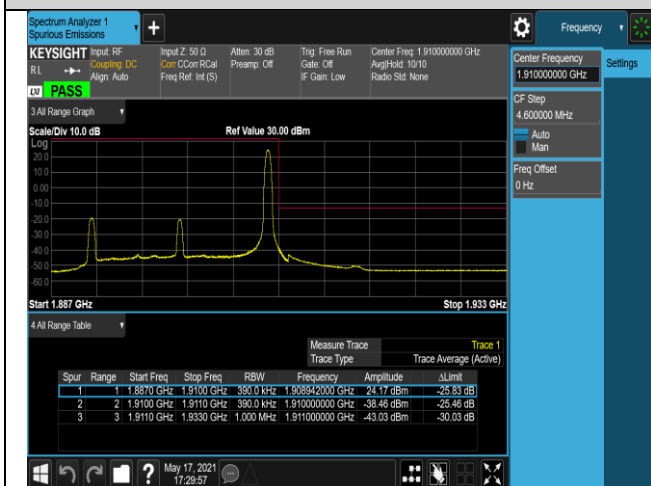 Spectrum Analyzer 1
Spurious Emissions
Frequency
KEYSIGHT Input: RF Input Z: 50 Ω Atten: 30 dB Trig: Free Run Center Freq: 1.910000000 GHz
RL Coupling: DC Corr CCorr RCal Preamp: Off Gate: Off Avg|Hold: 10/10
Align: Auto Freq Ref: Int (S) IF Gain: Low Radio Std: None
LXI PASS
Center Frequency
1.910000000 GHz
Settings
CF Step
4.600000 MHz
Auto
Man
Freq Offset
0 Hz
3 All Range Graph
Scale/Div 10.0 dB Ref Value 30.00 dBm
Log
20.0
10.0
0.00
-10.0
-20.0
-30.0
-40.0
-50.0
-60.0
Start 1.887 GHz Stop 1.933 GHz
4 All Range Table
Measure Trace Trace 1
Trace Type Trace Average (Active)
Spur Range Start Freq Stop Freq RBW Frequency Amplitude ΔLimit
1 1 1.8870 GHz 1.9100 GHz 390.0 kHz 1.908942000 GHz 24.17 dBm -25.83 dB
2 2 1.9100 GHz 1.9110 GHz 390.0 kHz 1.910000000 GHz -38.46 dBm -25.46 dB
3 3 1.9110 GHz 1.9330 GHz 1.000 MHz 1.911000000 GHz -43.03 dBm -30.03 dB
May 17, 2021
17:29:57